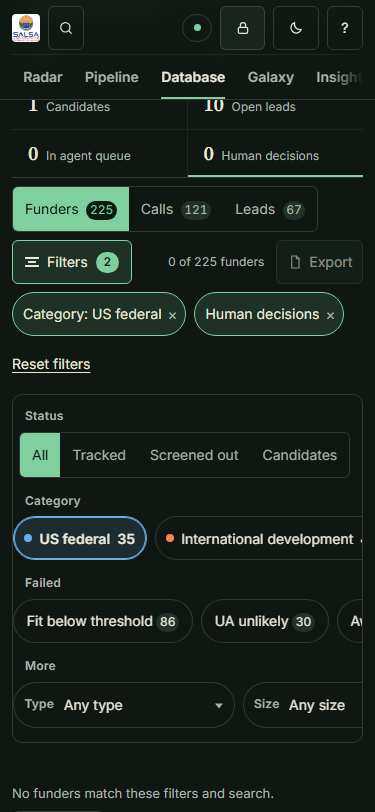 SALSA
?
Radar Pipeline Database Galaxy Insight
1 Candidates 10 Open leads
0 In agent queue 0 Human decisions
Funders 225 Calls 121 Leads 67
Filters 2 0 of 225 funders Export
Category: US federal × Human decisions ×
Reset filters
Status
All Tracked Screened out Candidates
Category
US federal 35 International development
Failed
Fit below threshold 86 UA unlikely 30
More
Type Any type Size Any size
No funders match these filters and search.